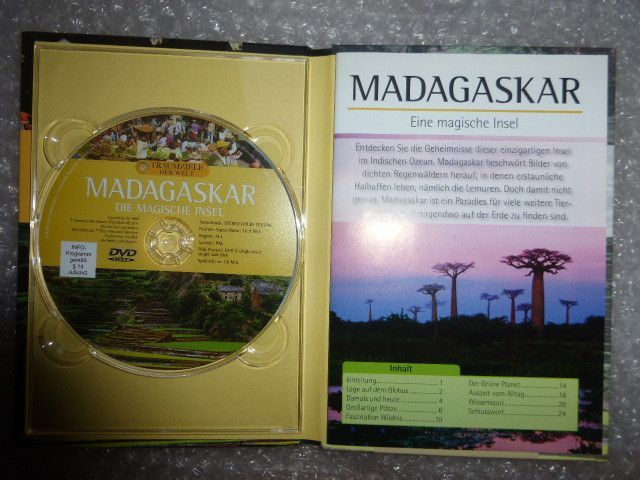 TRAUMZIELE
DER WELT
MADAGASKAR
DIE MAGISCHE INSEL
INFO-
Programm
gemäß
§ 14
JuSchG
DVD
VIDEO
MADAGASKAR
Eine magische Insel
Entdecken Sie die Geheimnisse dieser einzigartigen Insel
im Indischen Ozean. Madagaskar beschwört Bilder von
dichten Regenwäldern herauf, in denen erstaunliche
Halbaffen leben, nämlich die Lemuren. Doch damit nicht
genug, Madagaskar ist ein Paradies für viele weitere Tier-
nirgendwo auf der Erde zu finden sind.
Inhalt
Einleitung 1
Lage auf dem Globus 2
Damals und heute 4
Großartige Plätze 6
Faszination Wildnis 10
Der Grüne Planet 14
Auszeit vom Alltag 18
Wissensquiz 20
Schlusswort 24